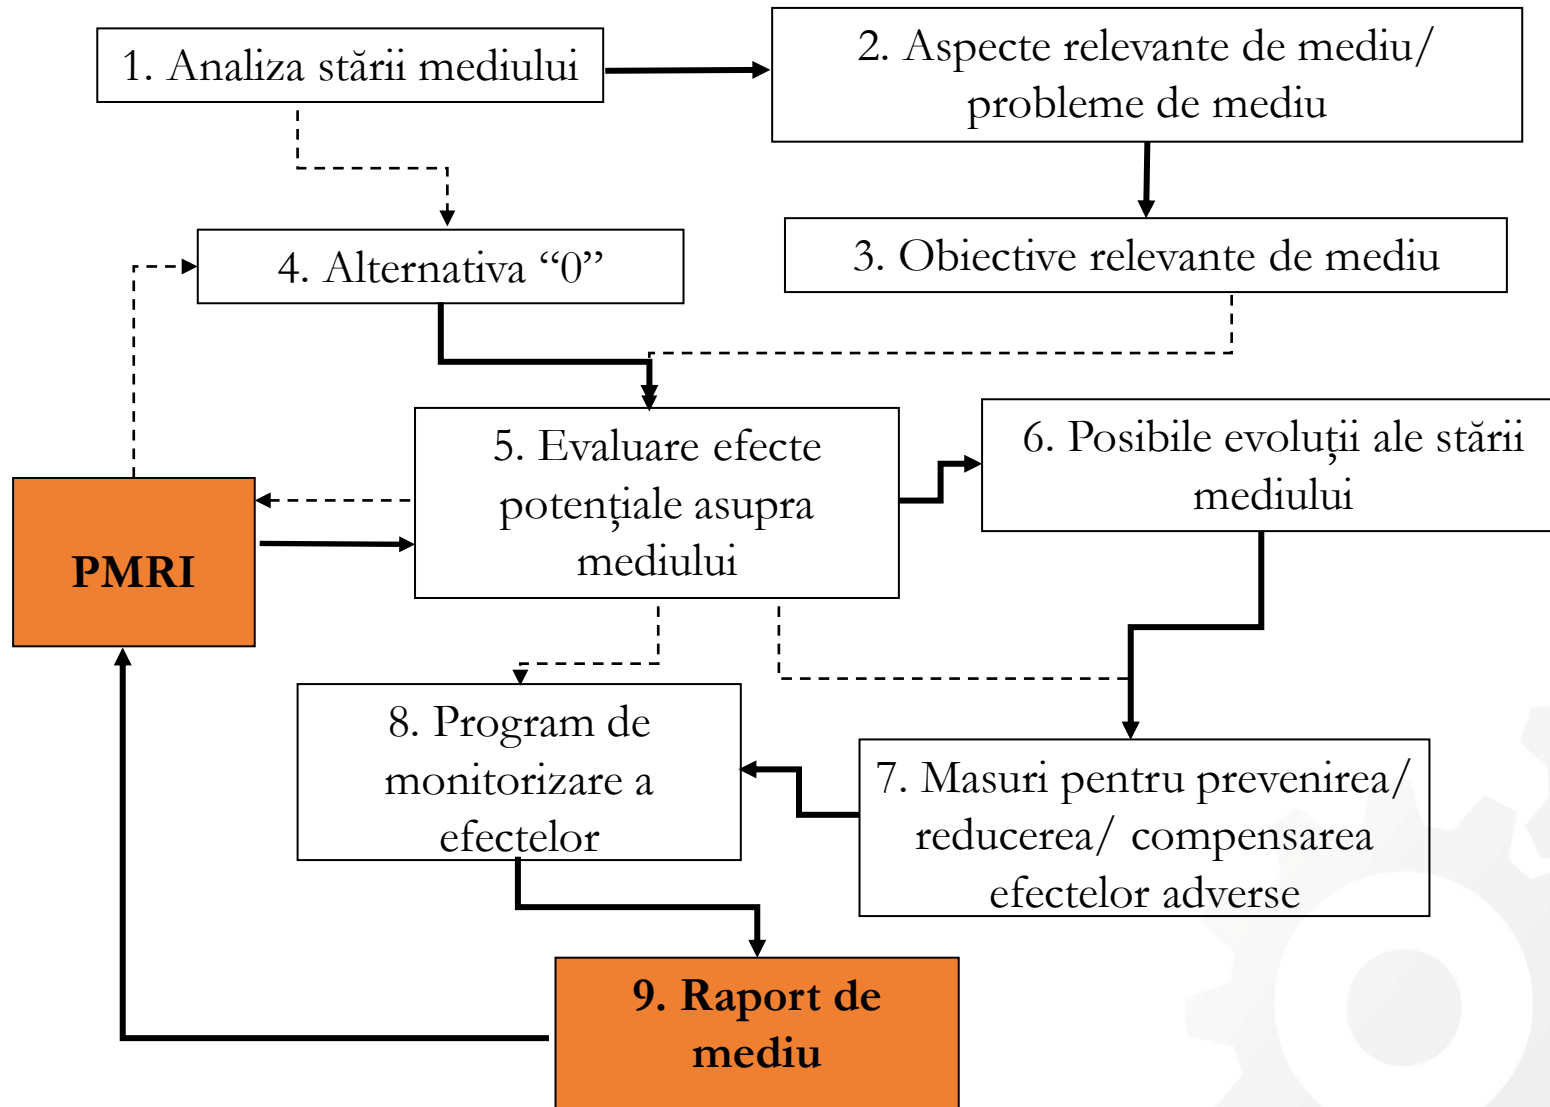 1. Analiza stării mediului
2. Aspecte relevante de mediu/
probleme de mediu
3. Obiective relevante de mediu
4. Alternativa “0”
5. Evaluare efecte
potențiale asupra
mediului
6. Posibile evoluții ale stării
mediului
PMRI
8. Program de
monitorizare a
efectelor
7. Masuri pentru prevenirea/
reducerea/ compensarea
efectelor adverse
9. Raport de
mediu